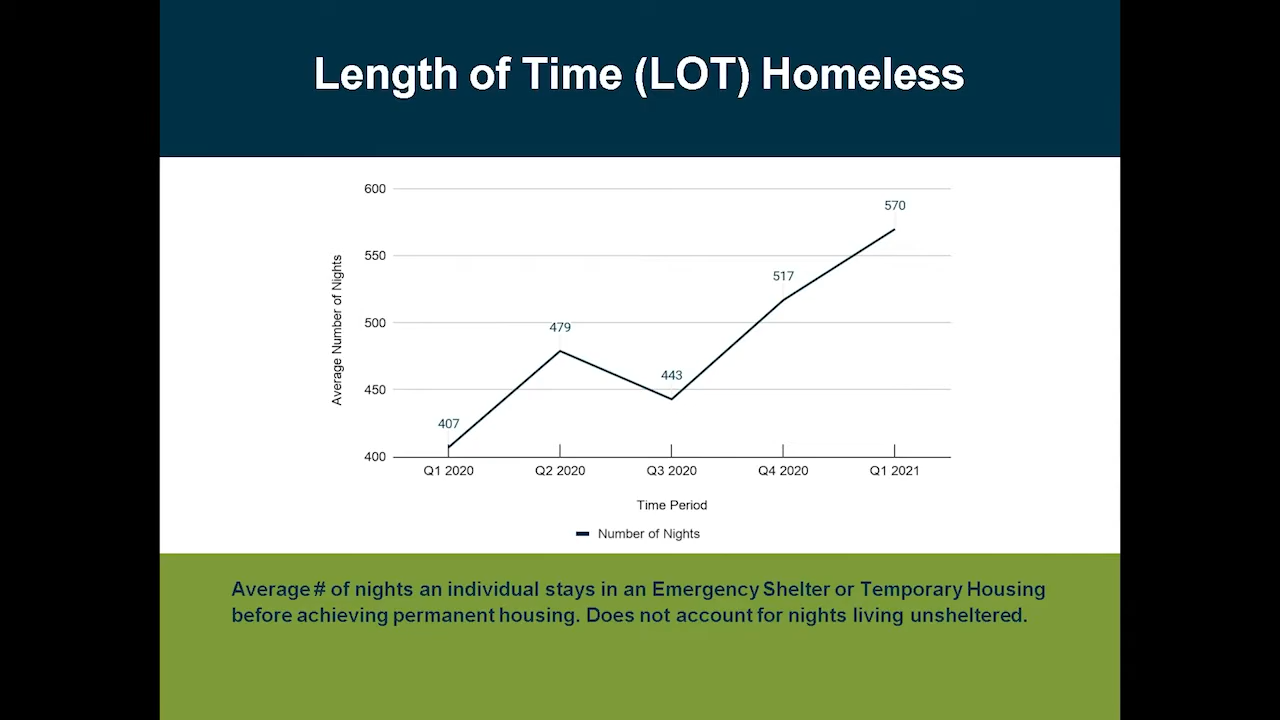 Length of Time (LOT) Homeless
600
570
550
517
500
479
443
450
407
400
Average Number of Nights
Q1 2020 Q2 2020 Q3 2020 Q4 2020 Q1 2021
Time Period
Number of Nights
Average # of nights an individual stays in an Emergency Shelter or Temporary Housing
before achieving permanent housing. Does not account for nights living unsheltered.